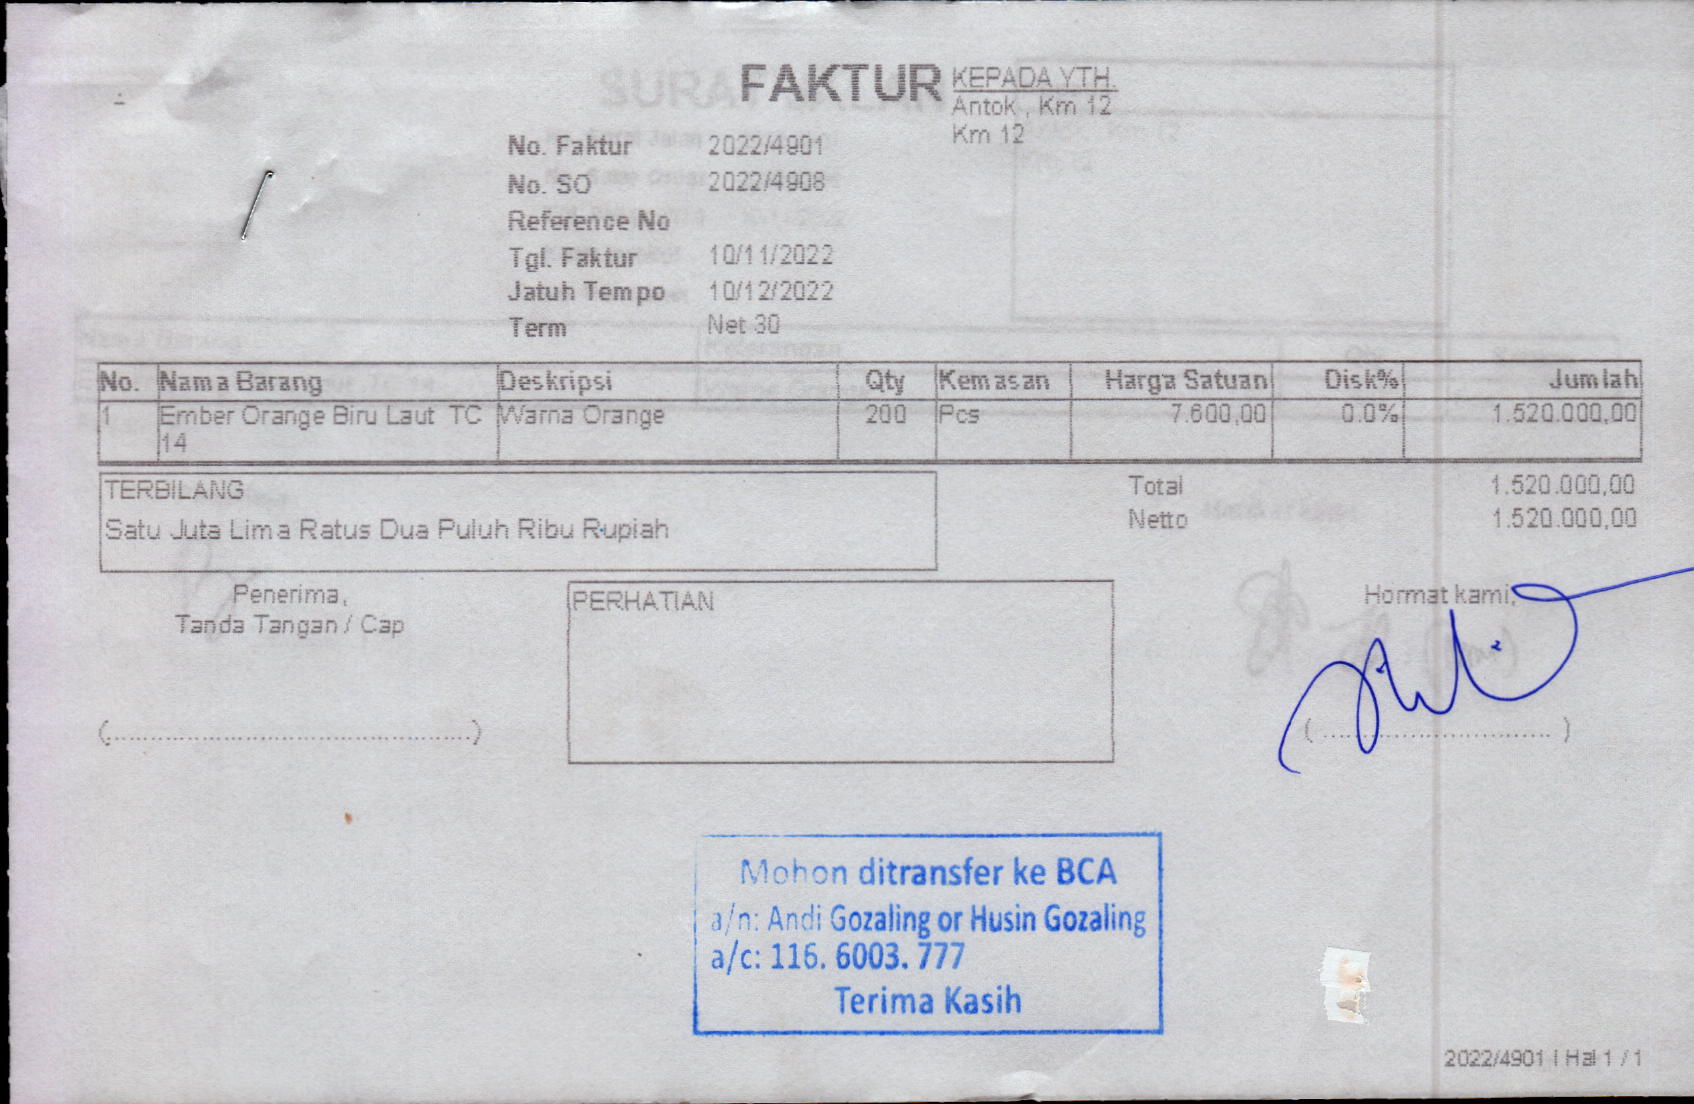 FAKTUR
KEPADA YTH.
Antok , Km 12
Km 12
No. Faktur 2022/4901
No. SO 2022/4908
Reference No
Tgl. Faktur 10/11/2022
Jatuh Tempo 10/12/2022
Term Net 30
No. Nama Barang Deskripsi Qty Kemasan Harga Satuan Disk% Jumlah
1 Ember Orange Biru Laut TC Warna Orange 200 Pcs 7.600,00 0.0% 1.520.000,00
14
TERBILANG
Satu Juta Lima Ratus Dua Puluh Ribu Rupiah
Total 1.520.000,00
Netto 1.520.000,00
Penerima,
Tanda Tangan / Cap
(..................................................)
PERHATIAN
Hormat kami,
(................................)
Mohon ditransfer ke BCA
a/n: Andi Gozaling or Husin Gozaling
a/c: 116. 6003. 777
Terima Kasih
2022/4901 | Hal 1 / 1